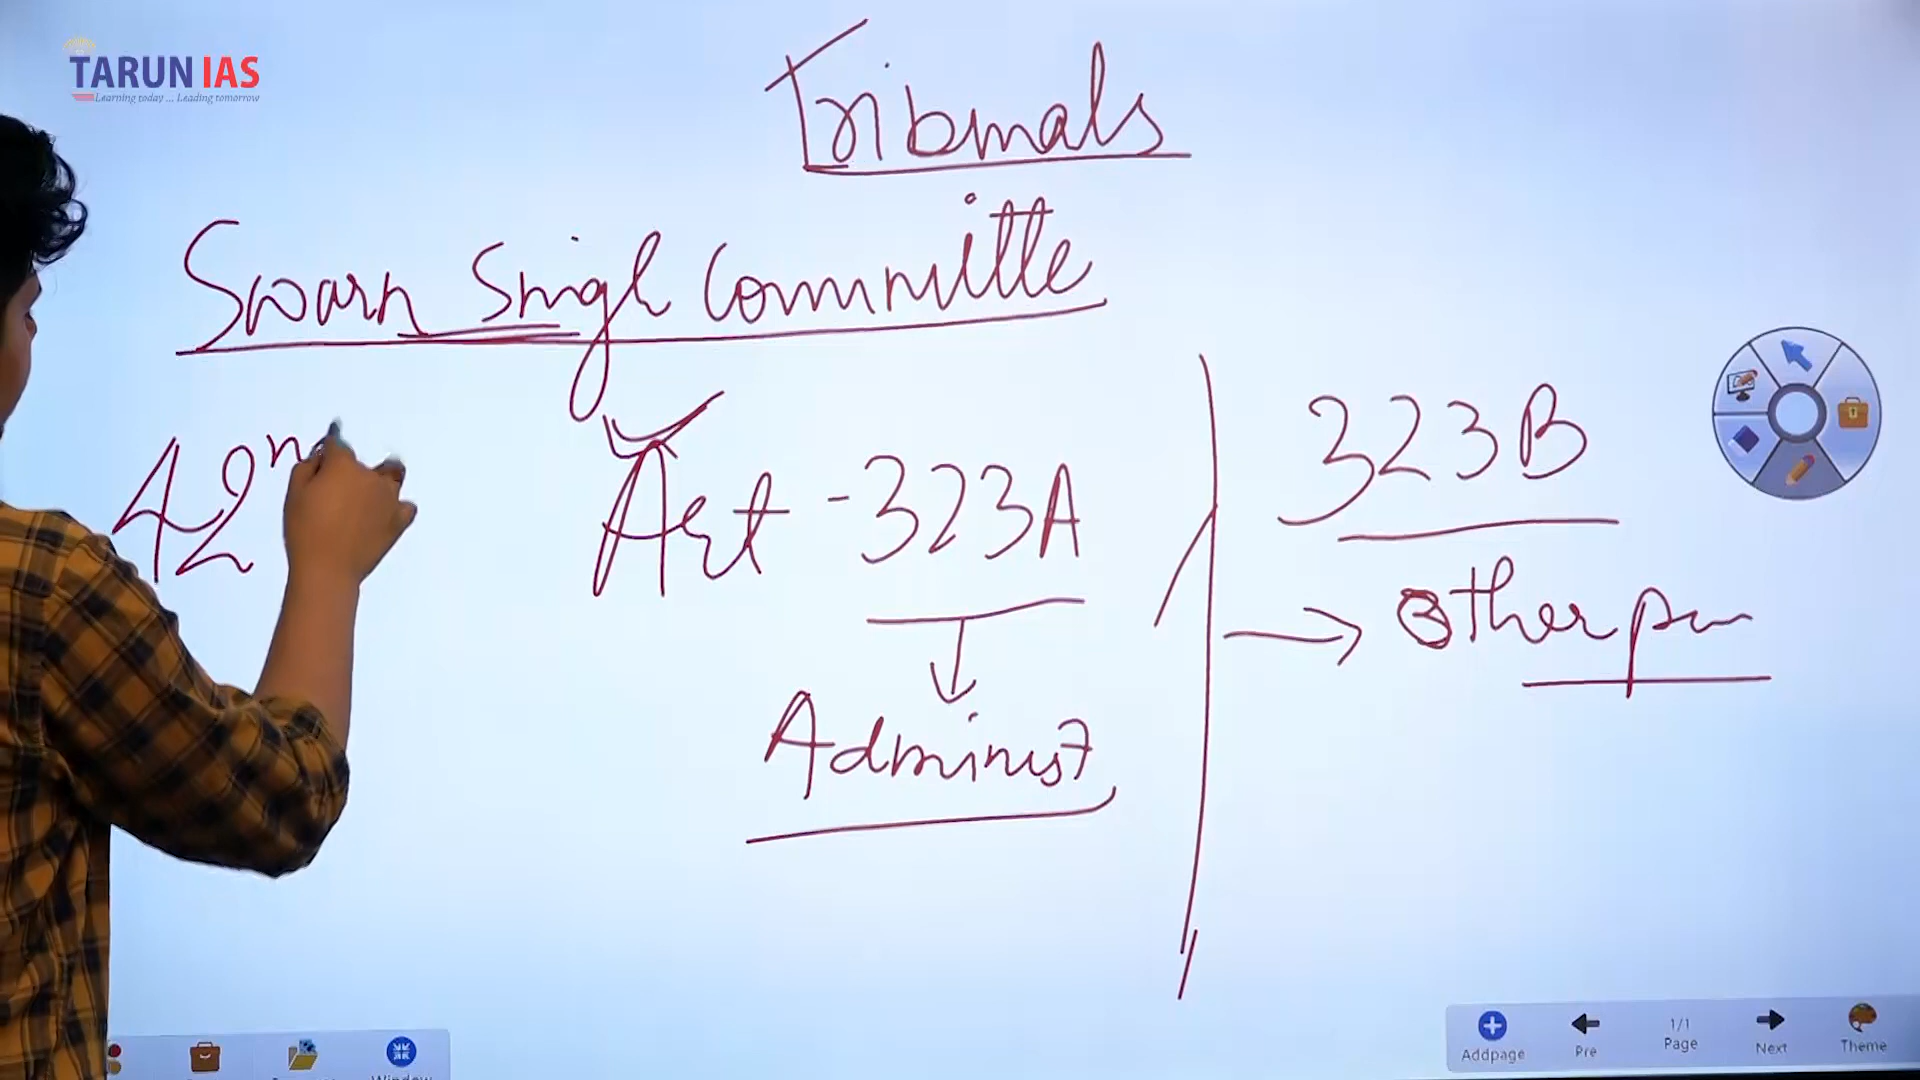 TARUN IAS
Learning today ... Leading tomorrow
Tribunals
Swarn Singh Committe
42nd
Art - 323A
Administ
323B
Other
Addpage
Pre
1/1
Page
Next
Theme
Window